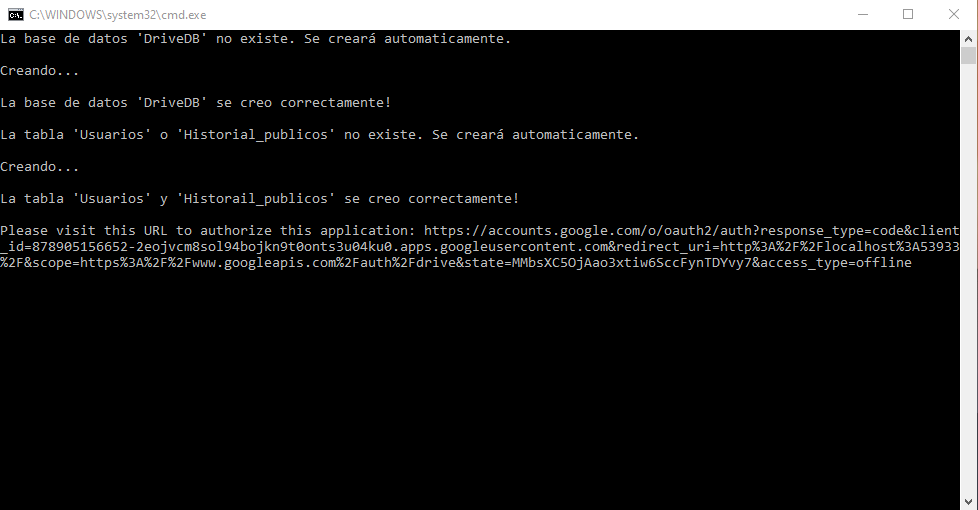 C:\WINDOWS\system32\cmd.exe
La base de datos 'DriveDB' no existe. Se creará automaticamente.
Creando...
La base de datos 'DriveDB' se creo correctamente!
La tabla 'Usuarios' o 'Historial_publicos' no existe. Se creará automaticamente.
Creando...
La tabla 'Usuarios' y 'Historail_publicos' se creo correctamente!
Please visit this URL to authorize this application: https://accounts.google.com/o/oauth2/auth?response_type=code&client
_id=878905156652-2eojvcm8sol94bojkn9t0onts3u04ku0.apps.googleusercontent.com&redirect_uri=http%3A%2F%2Flocalhost%3A53933
%2F&scope=https%3A%2F%2Fwww.googleapis.com%2Fauth%2Fdrive&state=MMbsXC5OjAao3xtiw6SccFynTDYvy7&access_type=offline